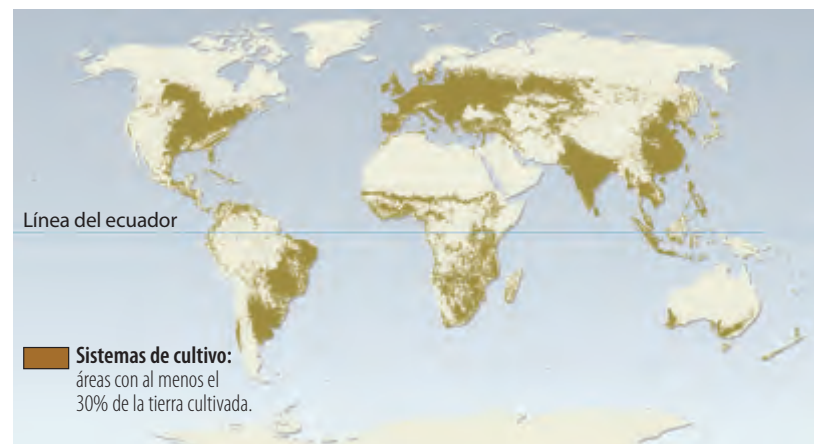 Línea del ecuador
Sistemas de cultivo:
áreas con al menos el
30% de la tierra cultivada.